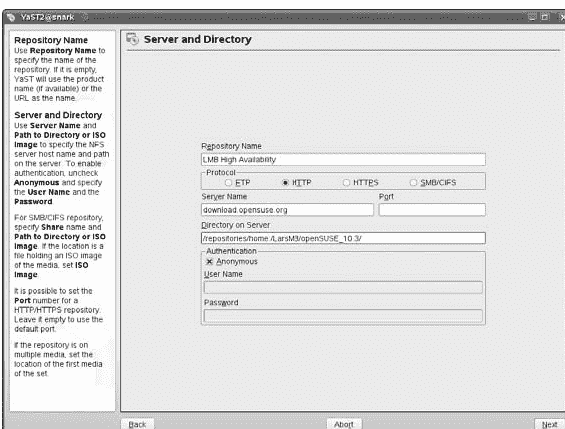 YaST2@snark
Repository Name
Use Repository Name to
specify the name of the
repository. If it is empty,
YaST will use the product
name (if available) or the
URL as the name.
Server and Directory
Use Server Name and
Path to Directory or ISO
Image to specify the NFS
server host name and path
on the server. To enable
authentication, uncheck
Anonymous and specify
the User Name and the
Password.
For SMB/CIFS repository,
specify Share name and
Path to Directory or ISO
Image. If the location is a
file holding an ISO image
of the media, set ISO
Image.
It is possible to set the
Port number for a
HTTP/HTTPS repository.
Leave it empty to use the
default port.
If the repository is on
multiple media, set the
location of the first media
of the set.
Server and Directory
Repository Name
LMB High Availability
Protocol
FTP HTTP HTTPS SMB/CIFS
Server Name Port
download.opensuse.org
Directory on Server
/repositories/home:/LarsMB/openSUSE_10.3/
Authentication
Anonymous
User Name
Password
Back Abort Next